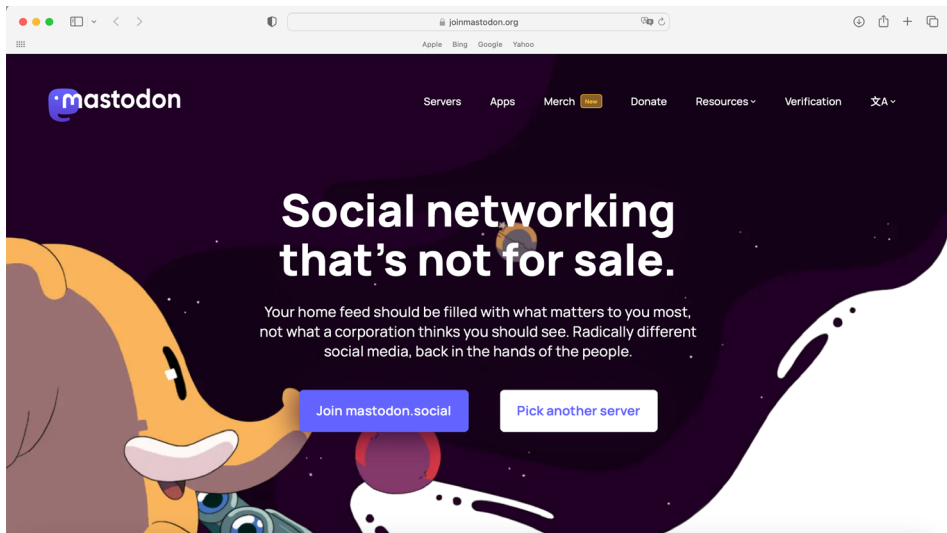 joinmastodon.org
Apple Bing Google Yahoo
mastodon
Servers Apps Merch New Donate Resources Verification 文A
Social networking
that's not for sale.
Your home feed should be filled with what matters to you most,
not what a corporation thinks you should see. Radically different
social media, back in the hands of the people.
Join mastodon.social Pick another server